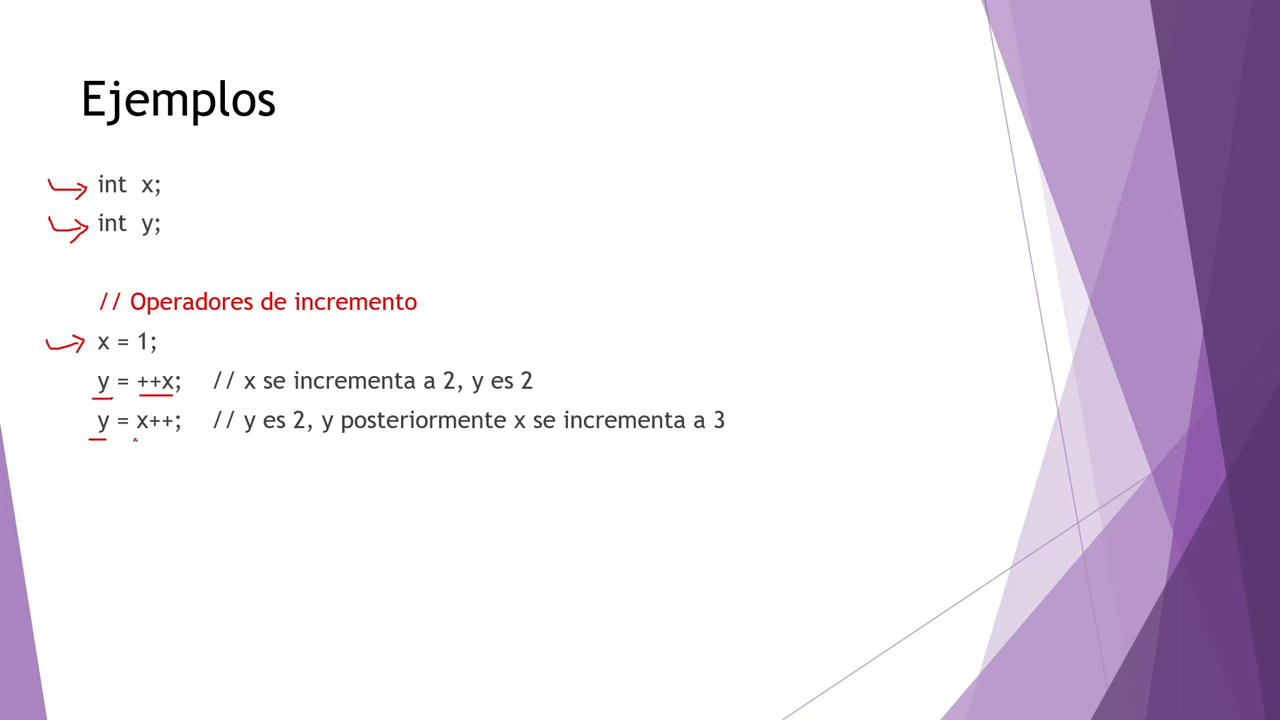 Ejemplos
int x;
int y;
// Operadores de incremento
x = 1;
y = ++x; // x se incrementa a 2, y es 2
y = x++; // y es 2, y posteriormente x se incrementa a 3